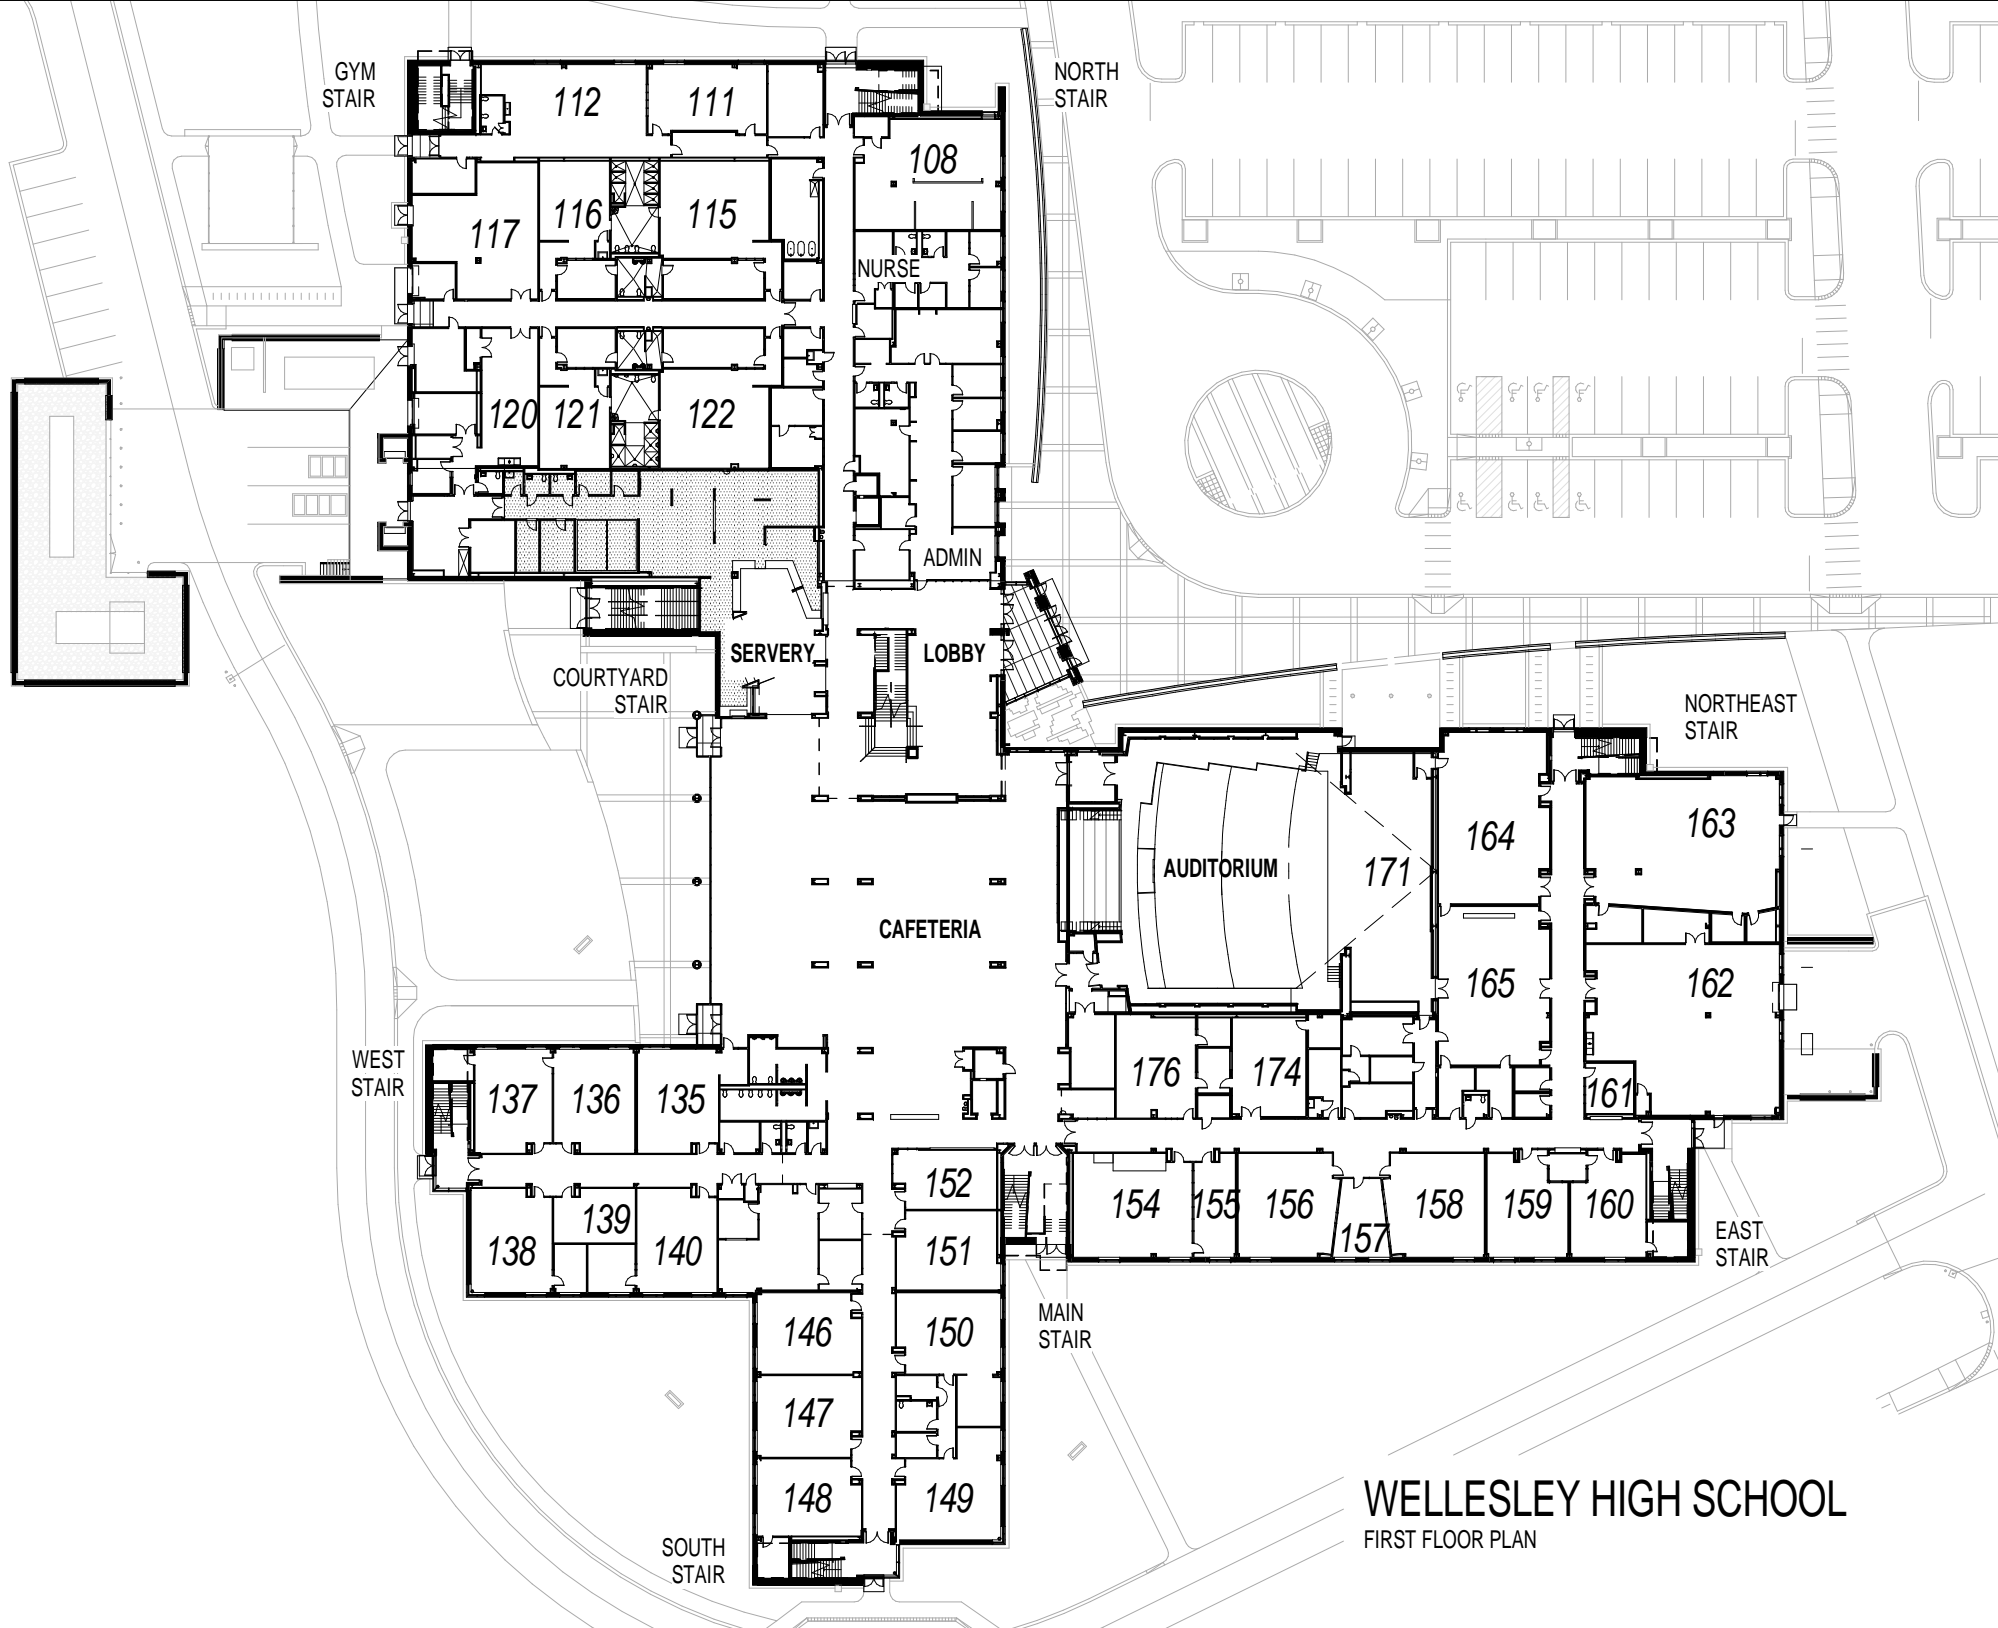 GYM
STAIR
112
111
NORTH
STAIR
108
117
116
115
NURSE
120
121
122
ADMIN
SERVERY
LOBBY
COURTYARD
STAIR
NORTHEAST
STAIR
164
163
AUDITORIUM
171
CAFETERIA
165
162
WEST
STAIR
137
136
135
176
174
161
152
154
155
156
157
158
159
160
138
139
140
151
EAST
STAIR
MAIN
STAIR
146
150
147
148
149
SOUTH
STAIR
WELLESLEY HIGH SCHOOL
FIRST FLOOR PLAN